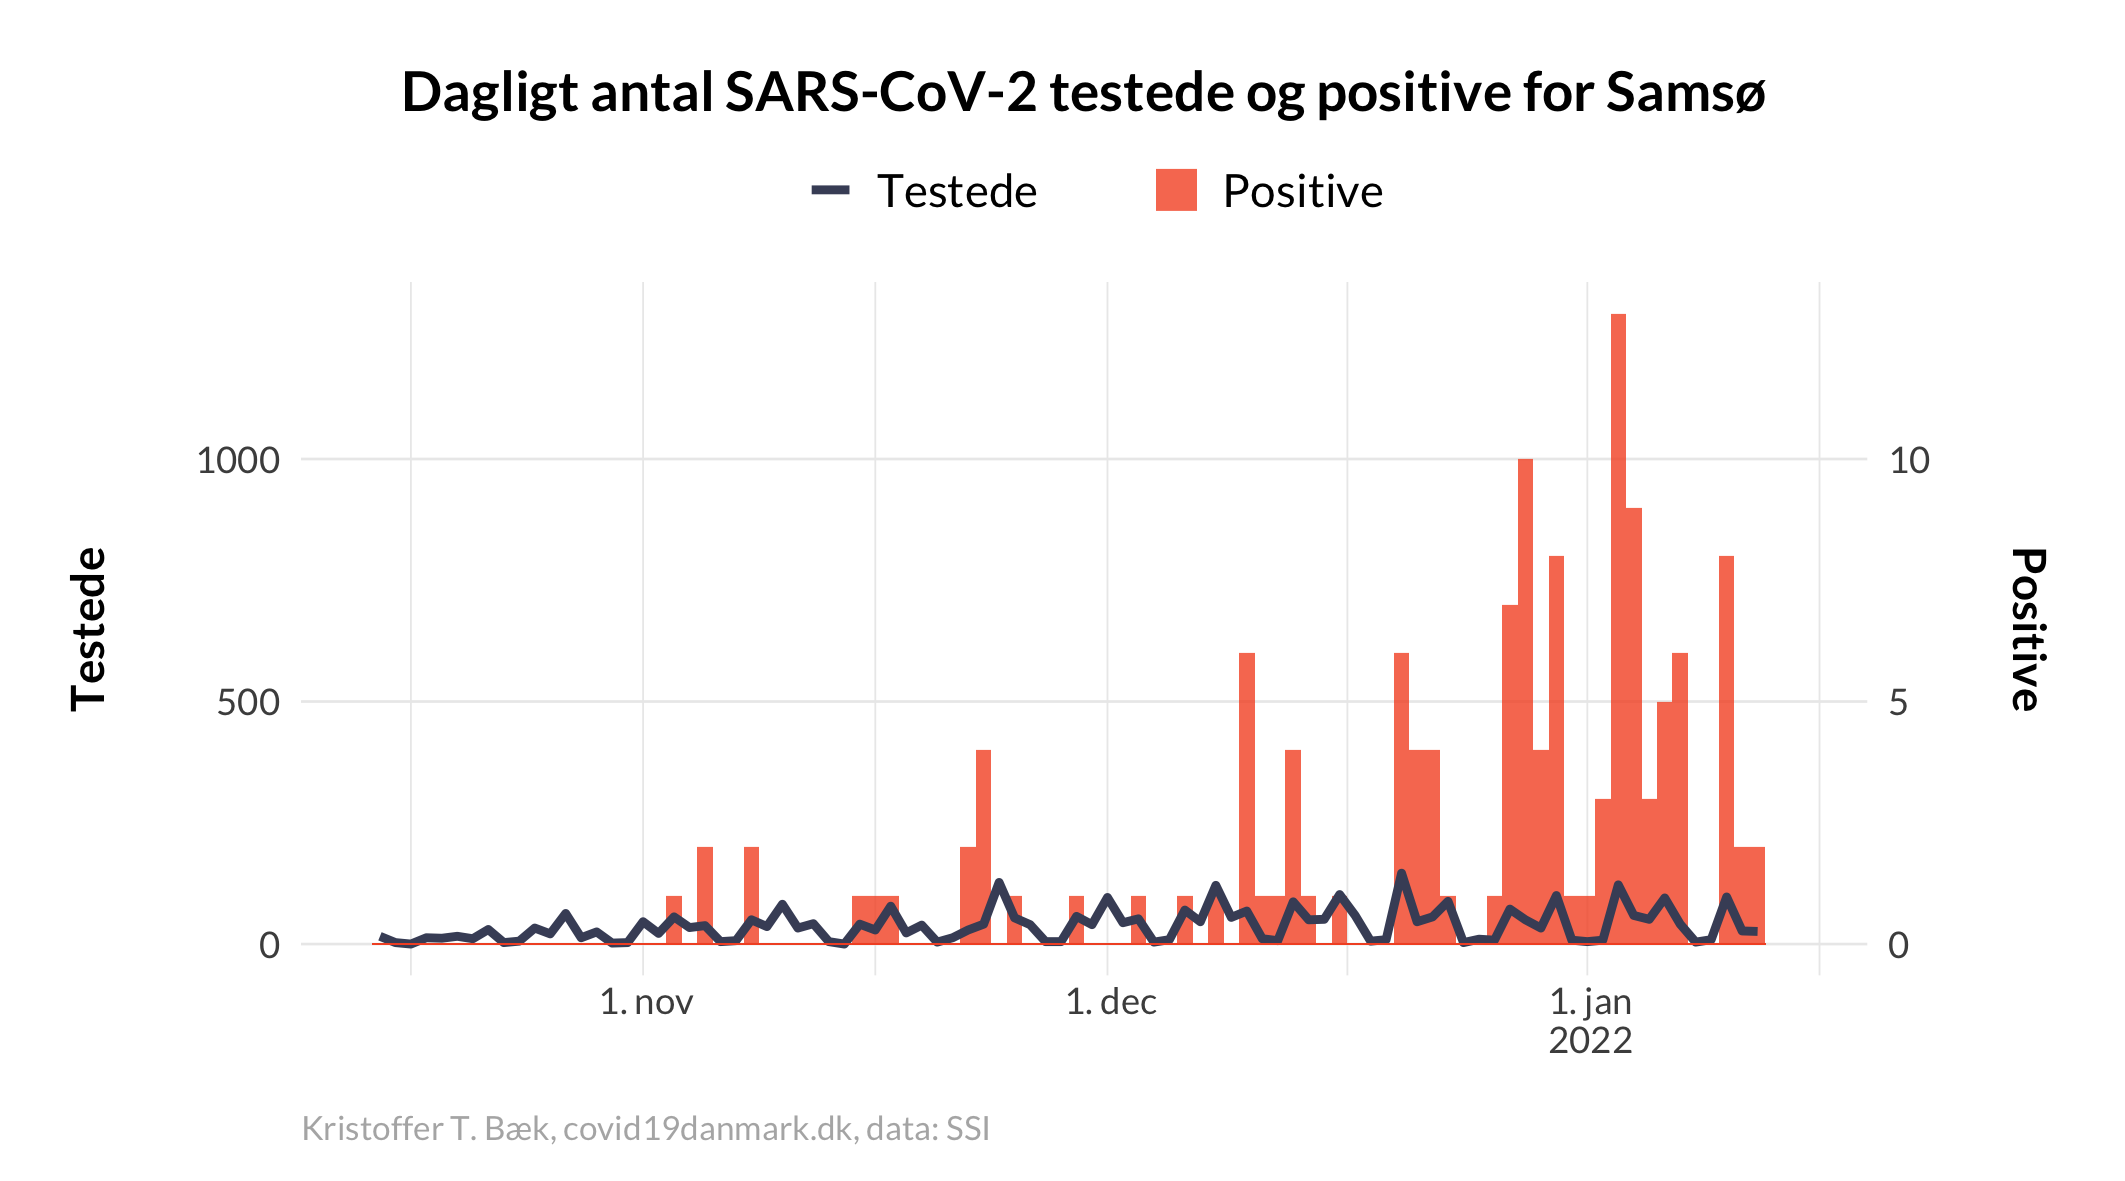 Dagligt antal SARS-CoV-2 testede og positive for Samsø
Testede
Positive
1000
500
0
Testede
10
5
0
Positive
1. nov
1. dec
1. jan
2022
Kristoffer T. Bæk, covid19danmark.dk, data: SSI